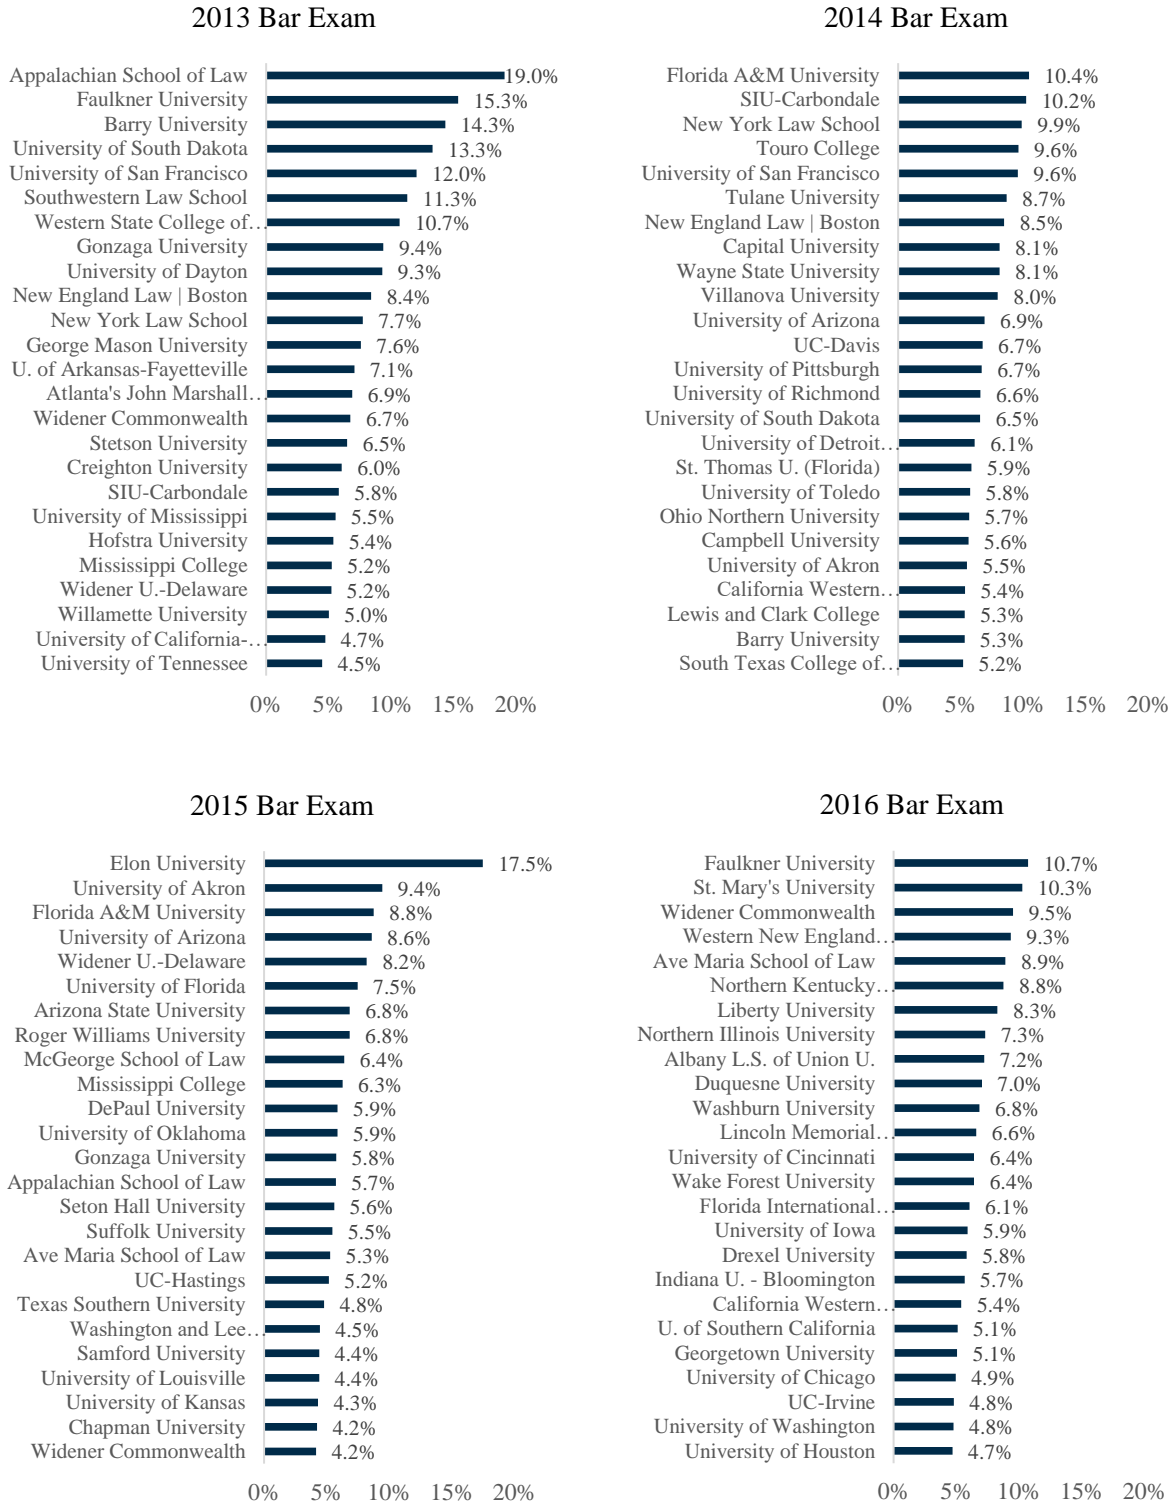 2013 Bar Exam
Appalachian School of Law 19.0%
Faulkner University 15.3%
Barry University 14.3%
University of South Dakota 13.3%
University of San Francisco 12.0%
Southwestern Law School 11.3%
Western State College of… 10.7%
Gonzaga University 9.4%
University of Dayton 9.3%
New England Law | Boston 8.4%
New York Law School 7.7%
George Mason University 7.6%
U. of Arkansas-Fayetteville 7.1%
Atlanta's John Marshall… 6.9%
Widener Commonwealth 6.7%
Stetson University 6.5%
Creighton University 6.0%
SIU-Carbondale 5.8%
University of Mississippi 5.5%
Hofstra University 5.4%
Mississippi College 5.2%
Widener U.-Delaware 5.2%
Willamette University 5.0%
University of California-… 4.7%
University of Tennessee 4.5%
0% 5% 10% 15% 20%
2014 Bar Exam
Florida A&M University 10.4%
SIU-Carbondale 10.2%
New York Law School 9.9%
Touro College 9.6%
University of San Francisco 9.6%
Tulane University 8.7%
New England Law | Boston 8.5%
Capital University 8.1%
Wayne State University 8.1%
Villanova University 8.0%
University of Arizona 6.9%
UC-Davis 6.7%
University of Pittsburgh 6.7%
University of Richmond 6.6%
University of South Dakota 6.5%
University of Detroit… 6.1%
St. Thomas U. (Florida) 5.9%
University of Toledo 5.8%
Ohio Northern University 5.7%
Campbell University 5.6%
University of Akron 5.5%
California Western… 5.4%
Lewis and Clark College 5.3%
Barry University 5.3%
South Texas College of… 5.2%
0% 5% 10% 15% 20%
2015 Bar Exam
Elon University 17.5%
University of Akron 9.4%
Florida A&M University 8.8%
University of Arizona 8.6%
Widener U.-Delaware 8.2%
University of Florida 7.5%
Arizona State University 6.8%
Roger Williams University 6.8%
McGeorge School of Law 6.4%
Mississippi College 6.3%
DePaul University 5.9%
University of Oklahoma 5.9%
Gonzaga University 5.8%
Appalachian School of Law 5.7%
Seton Hall University 5.6%
Suffolk University 5.5%
Ave Maria School of Law 5.3%
UC-Hastings 5.2%
Texas Southern University 4.8%
Washington and Lee… 4.5%
Samford University 4.4%
University of Louisville 4.4%
University of Kansas 4.3%
Chapman University 4.2%
Widener Commonwealth 4.2%
0% 5% 10% 15% 20%
2016 Bar Exam
Faulkner University 10.7%
St. Mary's University 10.3%
Widener Commonwealth 9.5%
Western New England… 9.3%
Ave Maria School of Law 8.9%
Northern Kentucky… 8.8%
Liberty University 8.3%
Northern Illinois University 7.3%
Albany L.S. of Union U. 7.2%
Duquesne University 7.0%
Washburn University 6.8%
Lincoln Memorial… 6.6%
University of Cincinnati 6.4%
Wake Forest University 6.4%
Florida International… 6.1%
University of Iowa 5.9%
Drexel University 5.8%
Indiana U. - Bloomington 5.7%
California Western… 5.4%
U. of Southern California 5.1%
Georgetown University 5.1%
University of Chicago 4.9%
UC-Irvine 4.8%
University of Washington 4.8%
University of Houston 4.7%
0% 5% 10% 15% 20%